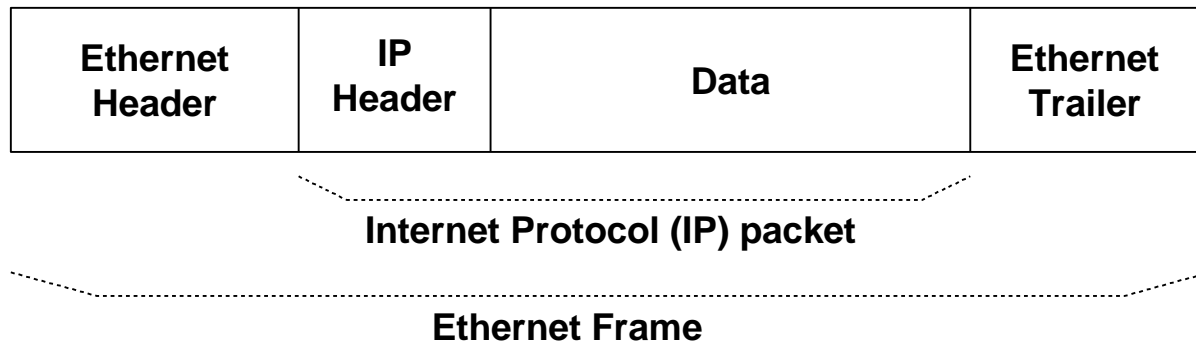 Ethernet
Header
IP
Header
Data
Ethernet
Trailer
Internet Protocol (IP) packet
Ethernet Frame